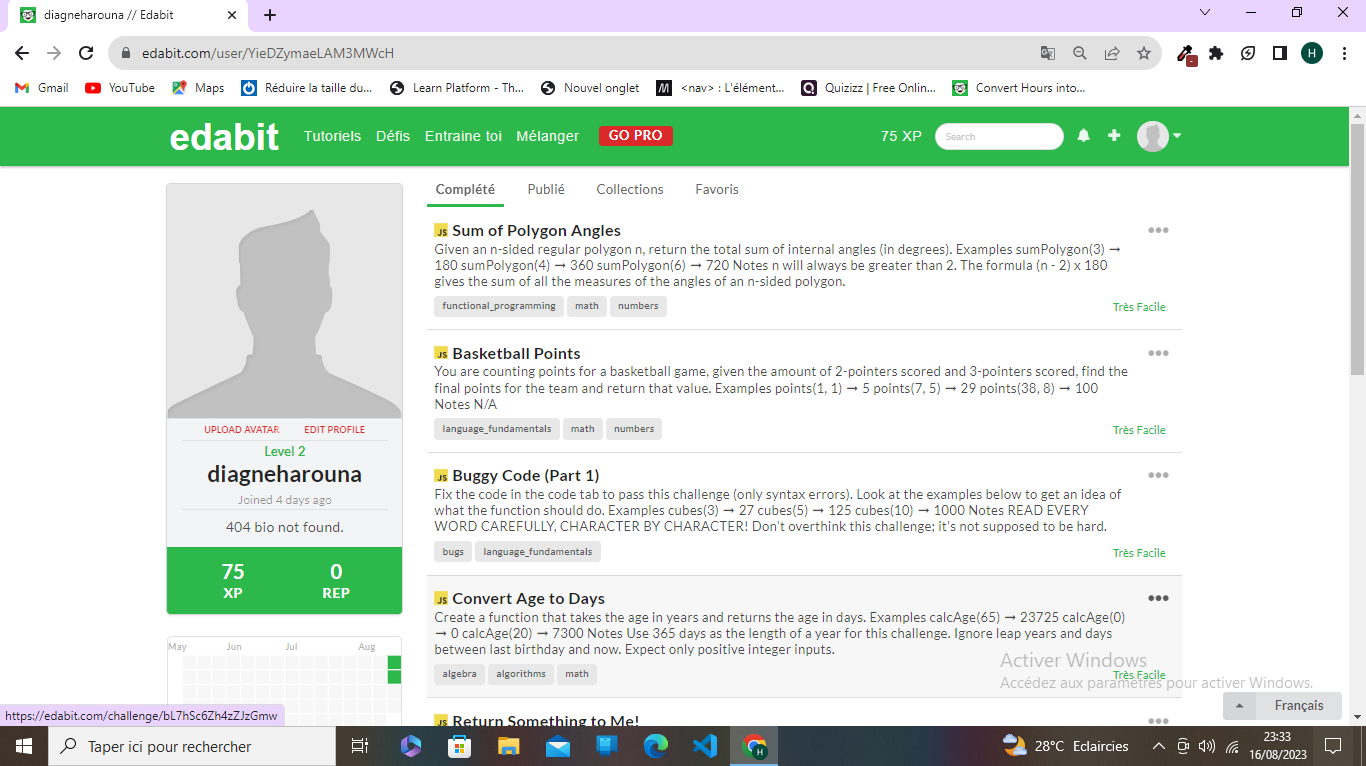 diagneharouna // Edabit
edabit.com/user/YieDZymaeLAM3MWcH
H
Gmail
YouTube
Maps
Réduire la taille du...
Learn Platform - Th...
Nouvel onglet
<nav> : L'élément...
Quizizz | Free Onlin...
Convert Hours into...
edabit
Tutoriels
Défis
Entraine toi
Mélanger
GO PRO
75 XP
Search
UPLOAD AVATAR
EDIT PROFILE
Level 2
diagneharouna
Joined 4 days ago
404 bio not found.
75
XP
0
REP
May
Jun
Jul
Aug
Complété
Publié
Collections
Favoris
JS Sum of Polygon Angles
Given an n-sided regular polygon n, return the total sum of internal angles (in degrees). Examples sumPolygon(3) →
180 sumPolygon(4) → 360 sumPolygon(6) → 720 Notes n will always be greater than 2. The formula (n - 2) x 180
gives the sum of all the measures of the angles of an n-sided polygon.
functional_programming
math
numbers
Très Facile
JS Basketball Points
You are counting points for a basketball game, given the amount of 2-pointers scored and 3-pointers scored, find the
final points for the team and return that value. Examples points(1, 1) → 5 points(7, 5) → 29 points(38, 8) → 100
Notes N/A
language_fundamentals
math
numbers
Très Facile
JS Buggy Code (Part 1)
Fix the code in the code tab to pass this challenge (only syntax errors). Look at the examples below to get an idea of
what the function should do. Examples cubes(3) → 27 cubes(5) → 125 cubes(10) → 1000 Notes READ EVERY
WORD CAREFULLY, CHARACTER BY CHARACTER! Don't overthink this challenge; it's not supposed to be hard.
bugs
language_fundamentals
Très Facile
JS Convert Age to Days
Create a function that takes the age in years and returns the age in days. Examples calcAge(65) → 23725 calcAge(0)
→ 0 calcAge(20) → 7300 Notes Use 365 days as the length of a year for this challenge. Ignore leap years and days
between last birthday and now. Expect only positive integer inputs.
algebra
algorithms
math
Très Facile
Activer Windows
Accédez aux paramètres pour activer Windows.
JS Return Something to Me!
Français
https://edabit.com/challenge/bL7hSc6Zh4zZJzGmw
Taper ici pour rechercher
H
28°C Eclaircies
23:33
16/08/2023